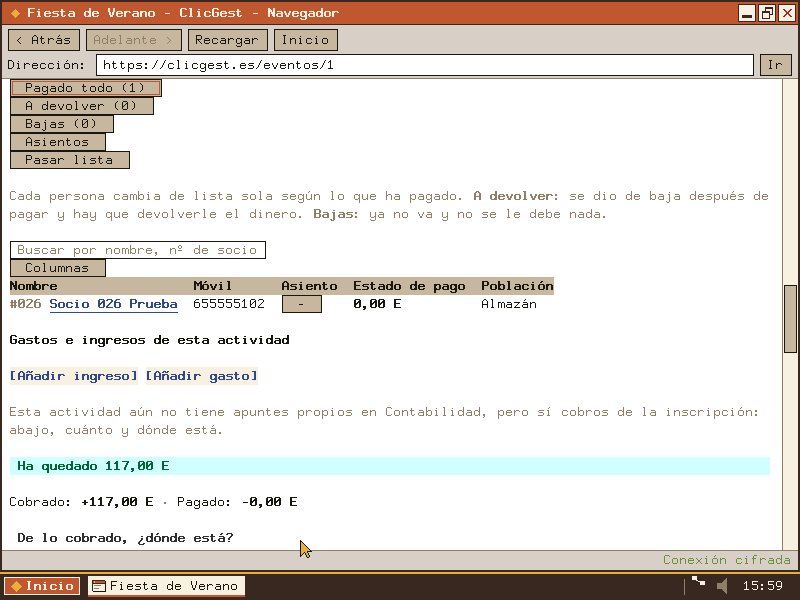 Fiesta de Verano - ClicGest - Navegador
< Atrás Adelante > Recargar Inicio
Dirección: https://clicgest.es/eventos/1 Ir
Pagado todo (1)
A devolver (0)
Bajas (0)
Asientos
Pasar lista
Cada persona cambia de lista sola según lo que ha pagado. A devolver: se dio de baja después de
pagar y hay que devolverle el dinero. Bajas: ya no va y no se le debe nada.
Buscar por nombre, nº de socio
Columnas
Nombre Móvil Asiento Estado de pago Población
#026 Socio 026 Prueba 655555102 - 0,00 E Almazán
Gastos e ingresos de esta actividad
[Añadir ingreso] [Añadir gasto]
Esta actividad aún no tiene apuntes propios en Contabilidad, pero sí cobros de la inscripción:
abajo, cuánto y dónde está.
Ha quedado 117,00 E
Cobrado: +117,00 E · Pagado: -0,00 E
De lo cobrado, ¿dónde está?
Conexión cifrada
Inicio Fiesta de Verano 15:59